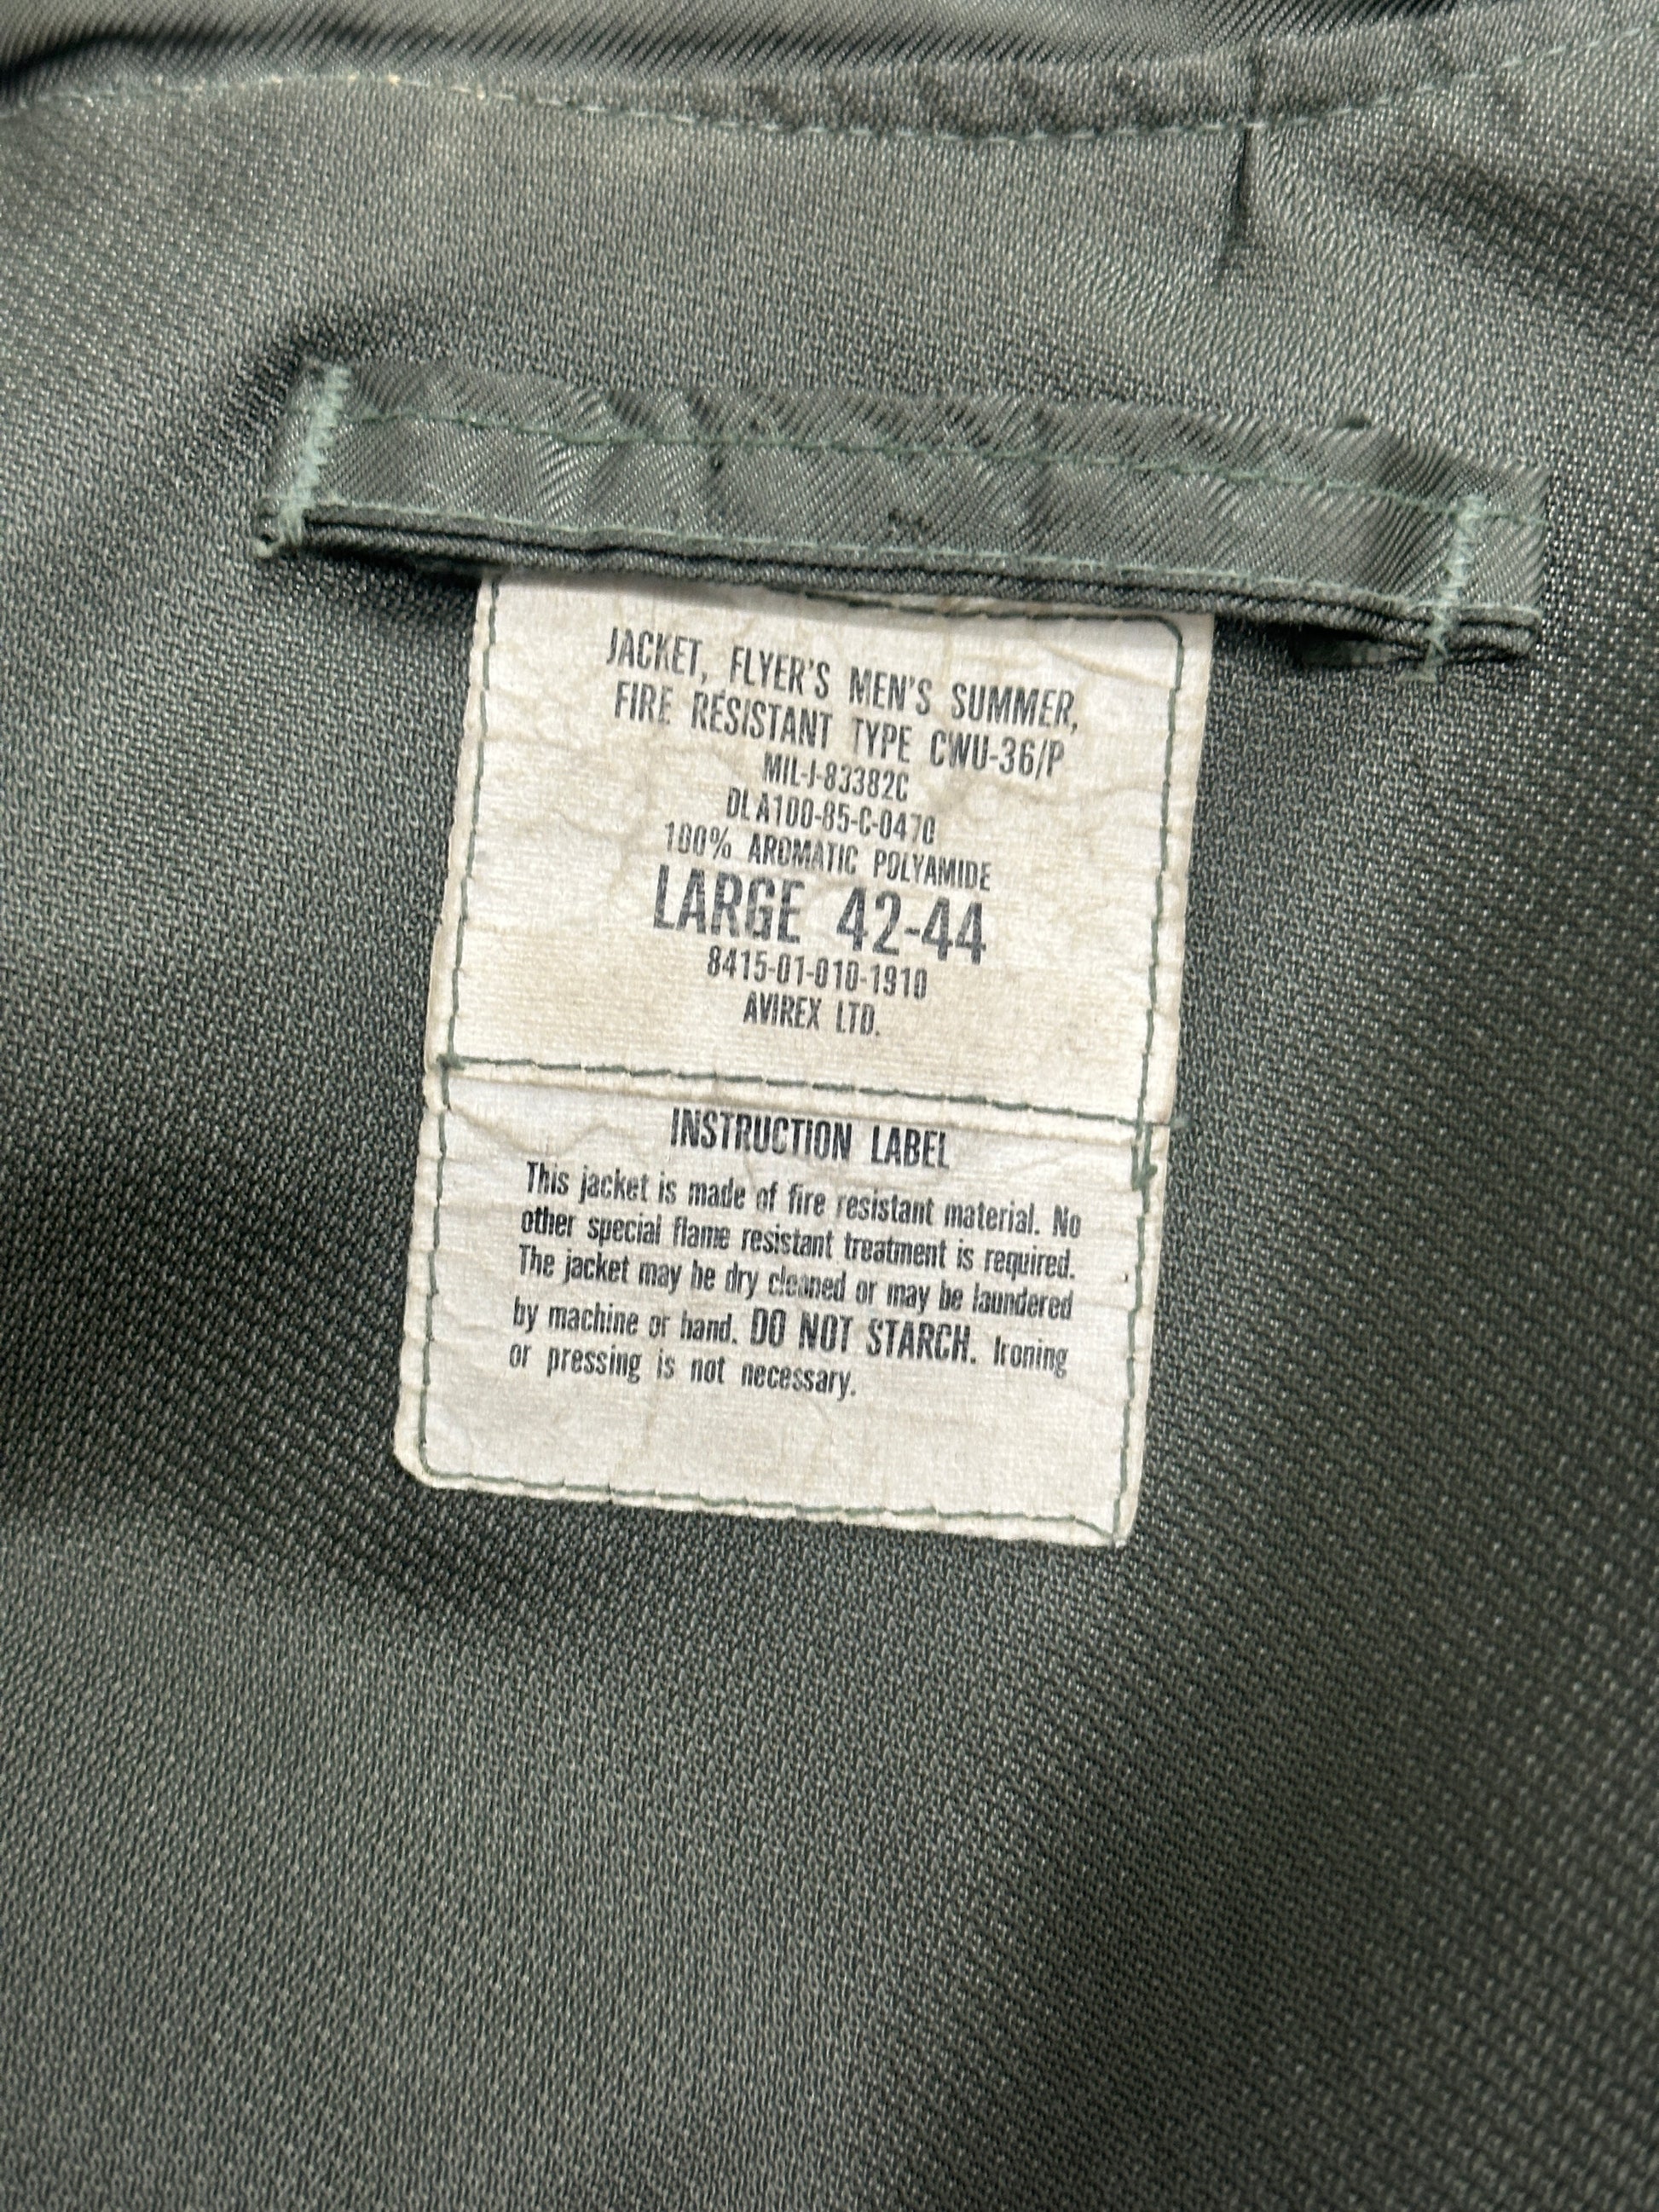 JACKET, FLYER'S MEN'S SUMMER,
FIRE RESISTANT TYPE CWU-36/P
MIL-J-83382C
DLA100-85-C-0470
100% AROMATIC POLYAMIDE
LARGE 42-44
8415-01-010-1910
AVIREX LTD.
INSTRUCTION LABEL
This jacket is made of fire resistant material. No
other special flame resistant treatment is required.
The jacket may be dry cleaned or may be laundered
by machine or hand. DO NOT STARCH. Ironing
or pressing is not necessary.